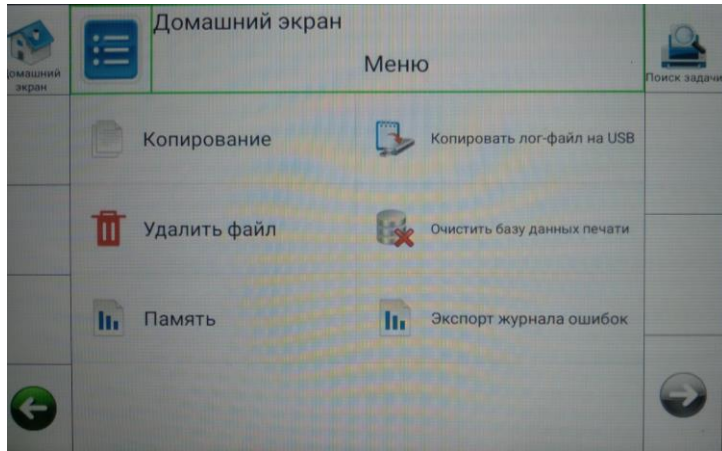 Домашний экран
Меню
экран
Поиск задачи
Копирование
Копировать лог-файл на USB
Удалить файл
Очистить базу данных печати
Память
Экспорт журнала ошибок